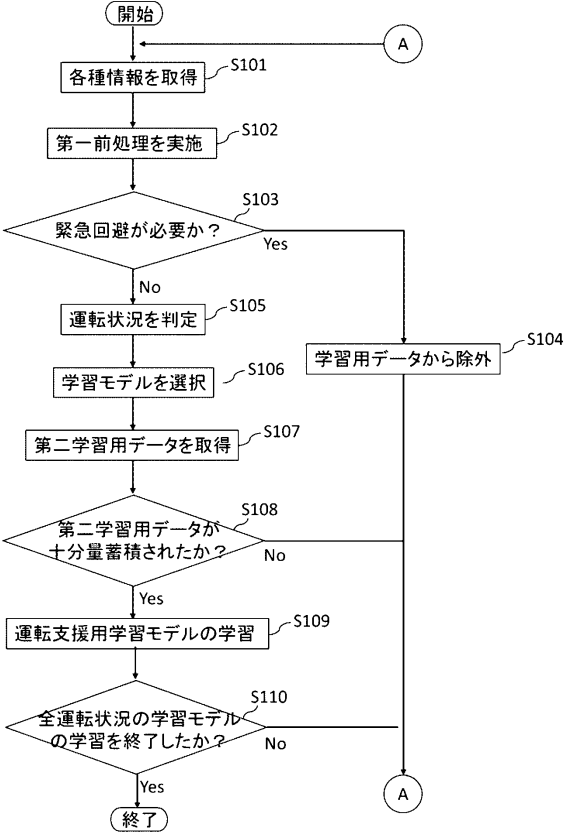 開始
A
各種情報を取得
S101
第一前処理を実施
S102
緊急回避が必要か？
S103
Yes
No
運転状況を判定
S105
学習用データから除外
S104
学習モデルを選択
S106
第二学習用データを取得
S107
第二学習用データが
十分量蓄積されたか？
S108
No
Yes
運転支援用学習モデルの学習
S109
全運転状況の学習モデル
の学習を終了したか？
S110
No
Yes
A
終了